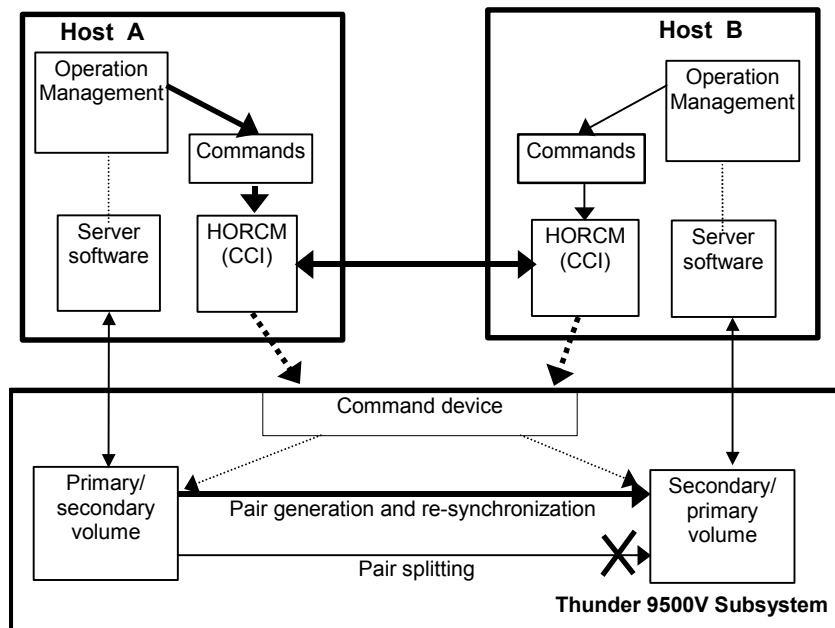 Host A
Operation
Management
Commands
Server
software
HORCM
(CCI)
Host B
Operation
Management
Commands
HORCM
(CCI)
Server
software
Command device
Primary/
secondary
volume
Pair generation and re-synchronization
Pair splitting
Secondary/
primary
volume
Thunder 9500V Subsystem